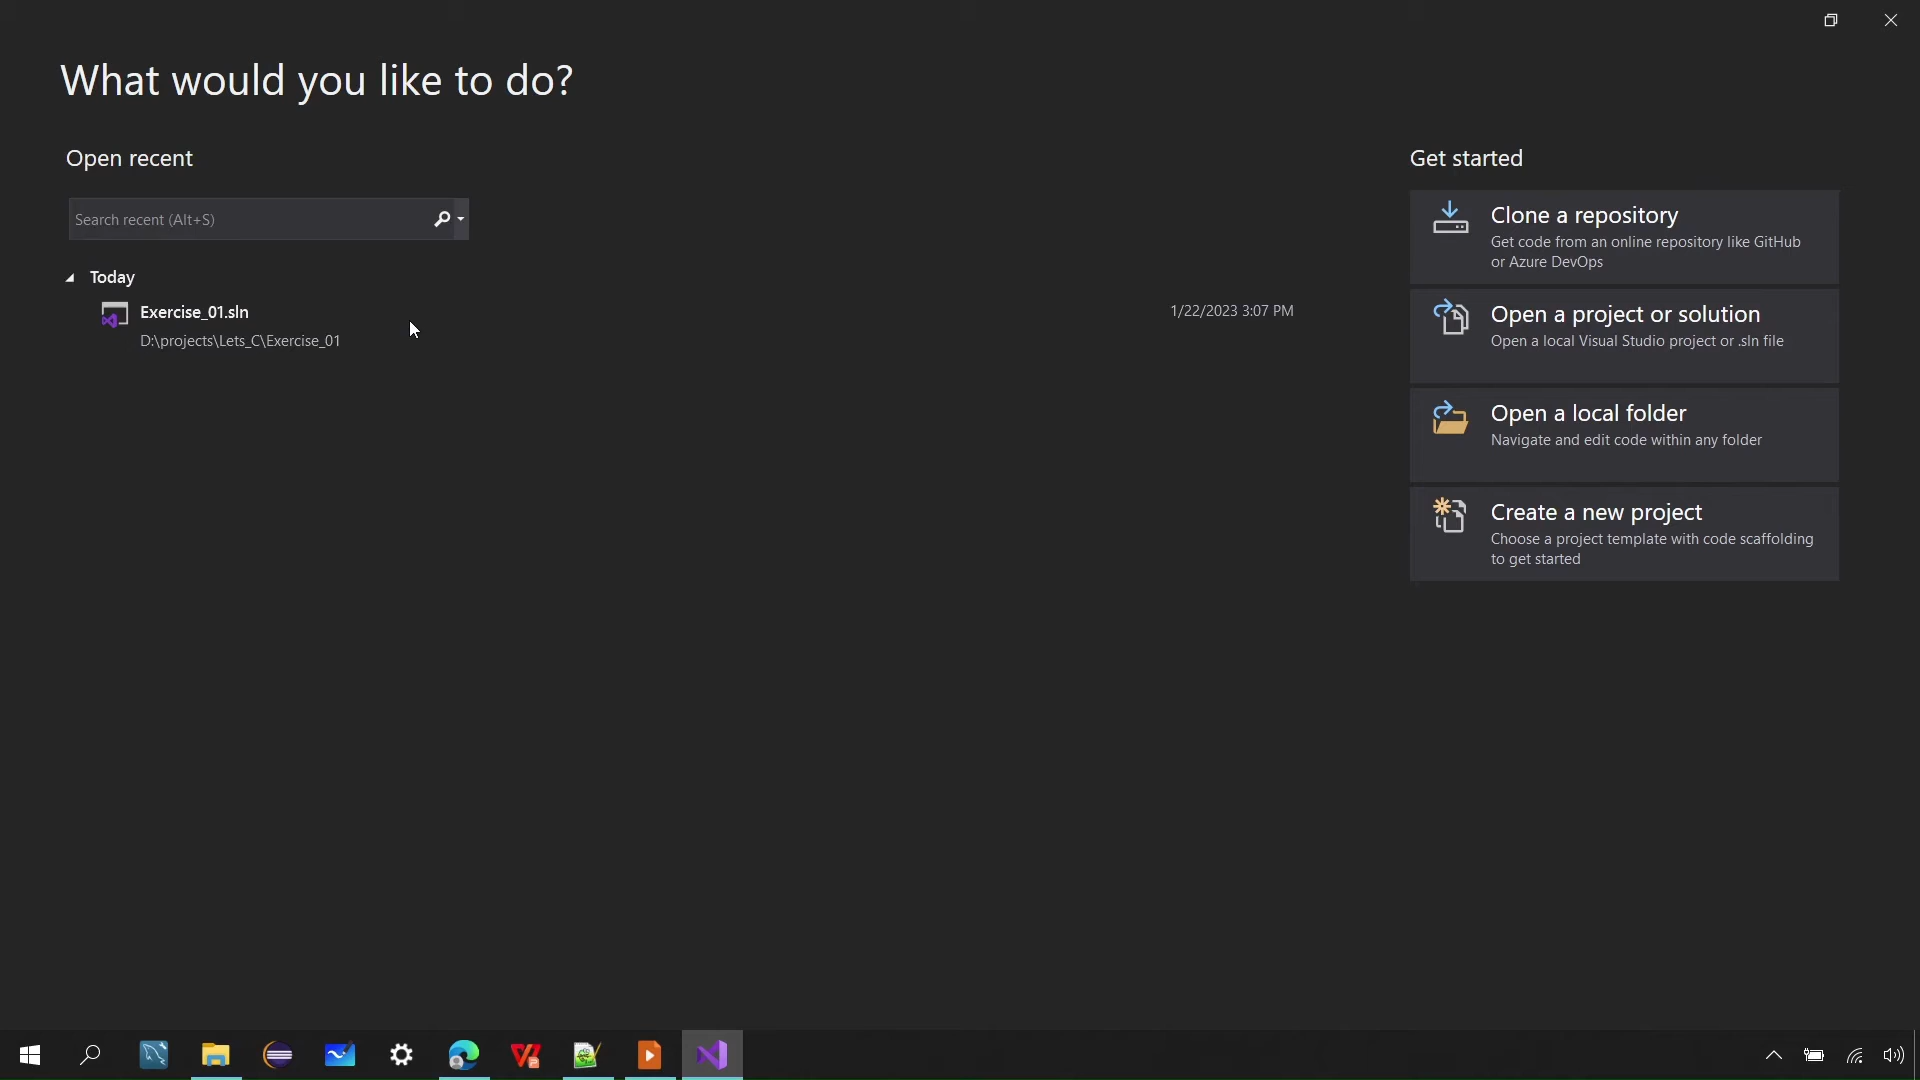 What would you like to do?
Open recent
Search recent (Alt+S)
Today
Exercise_01.sln
1/22/2023 3:07 PM
D:\projects\Lets_C\Exercise_01
Get started
Clone a repository
Get code from an online repository like GitHub
or Azure DevOps
Open a project or solution
Open a local Visual Studio project or .sln file
Open a local folder
Navigate and edit code within any folder
Create a new project
Choose a project template with code scaffolding
to get started